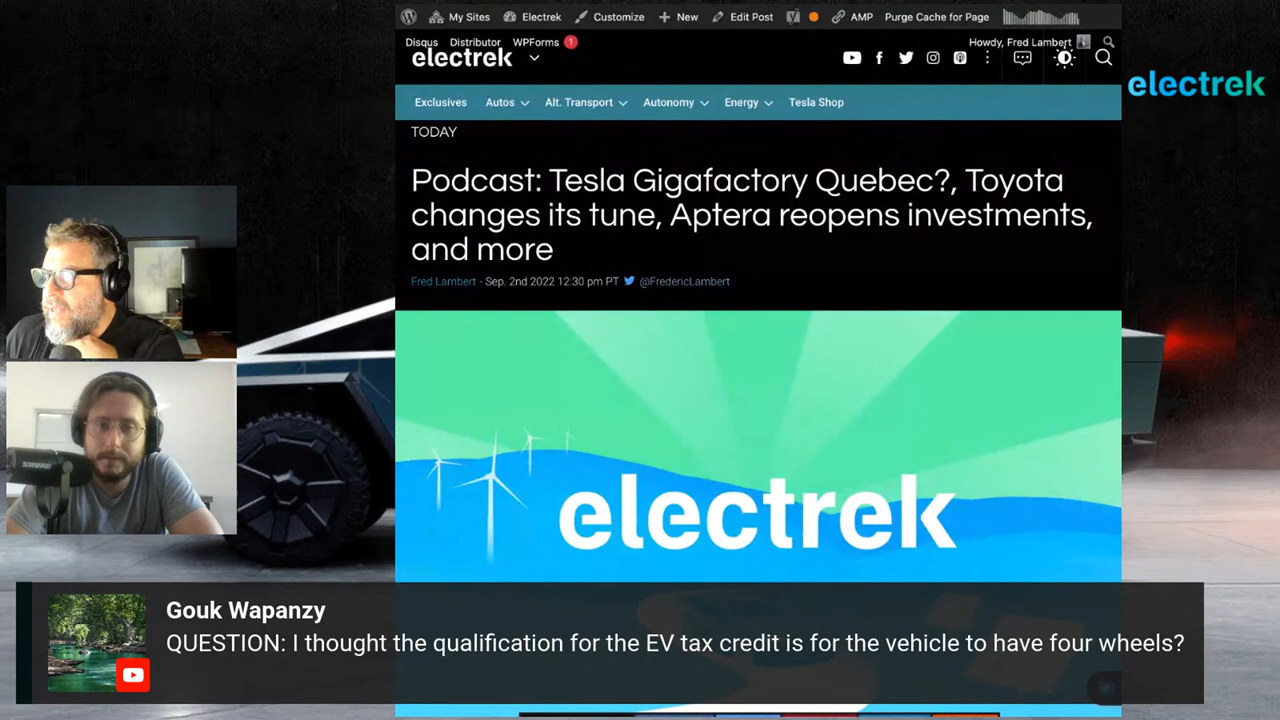 My Sites Electrek Customize New Edit Post AMP Purge Cache for Page
Disqus Distributor WPForms 1 Howdy, Fred Lambert
electrek
electrek
Exclusives Autos Alt. Transport Autonomy Energy Tesla Shop
TODAY
Podcast: Tesla Gigafactory Quebec?, Toyota
changes its tune, Aptera reopens investments,
and more
Fred Lambert - Sep. 2nd 2022 12:30 pm PT @FredericLambert
SHURE
electrek
Gouk Wapanzy
QUESTION: I thought the qualification for the EV tax credit is for the vehicle to have four wheels?